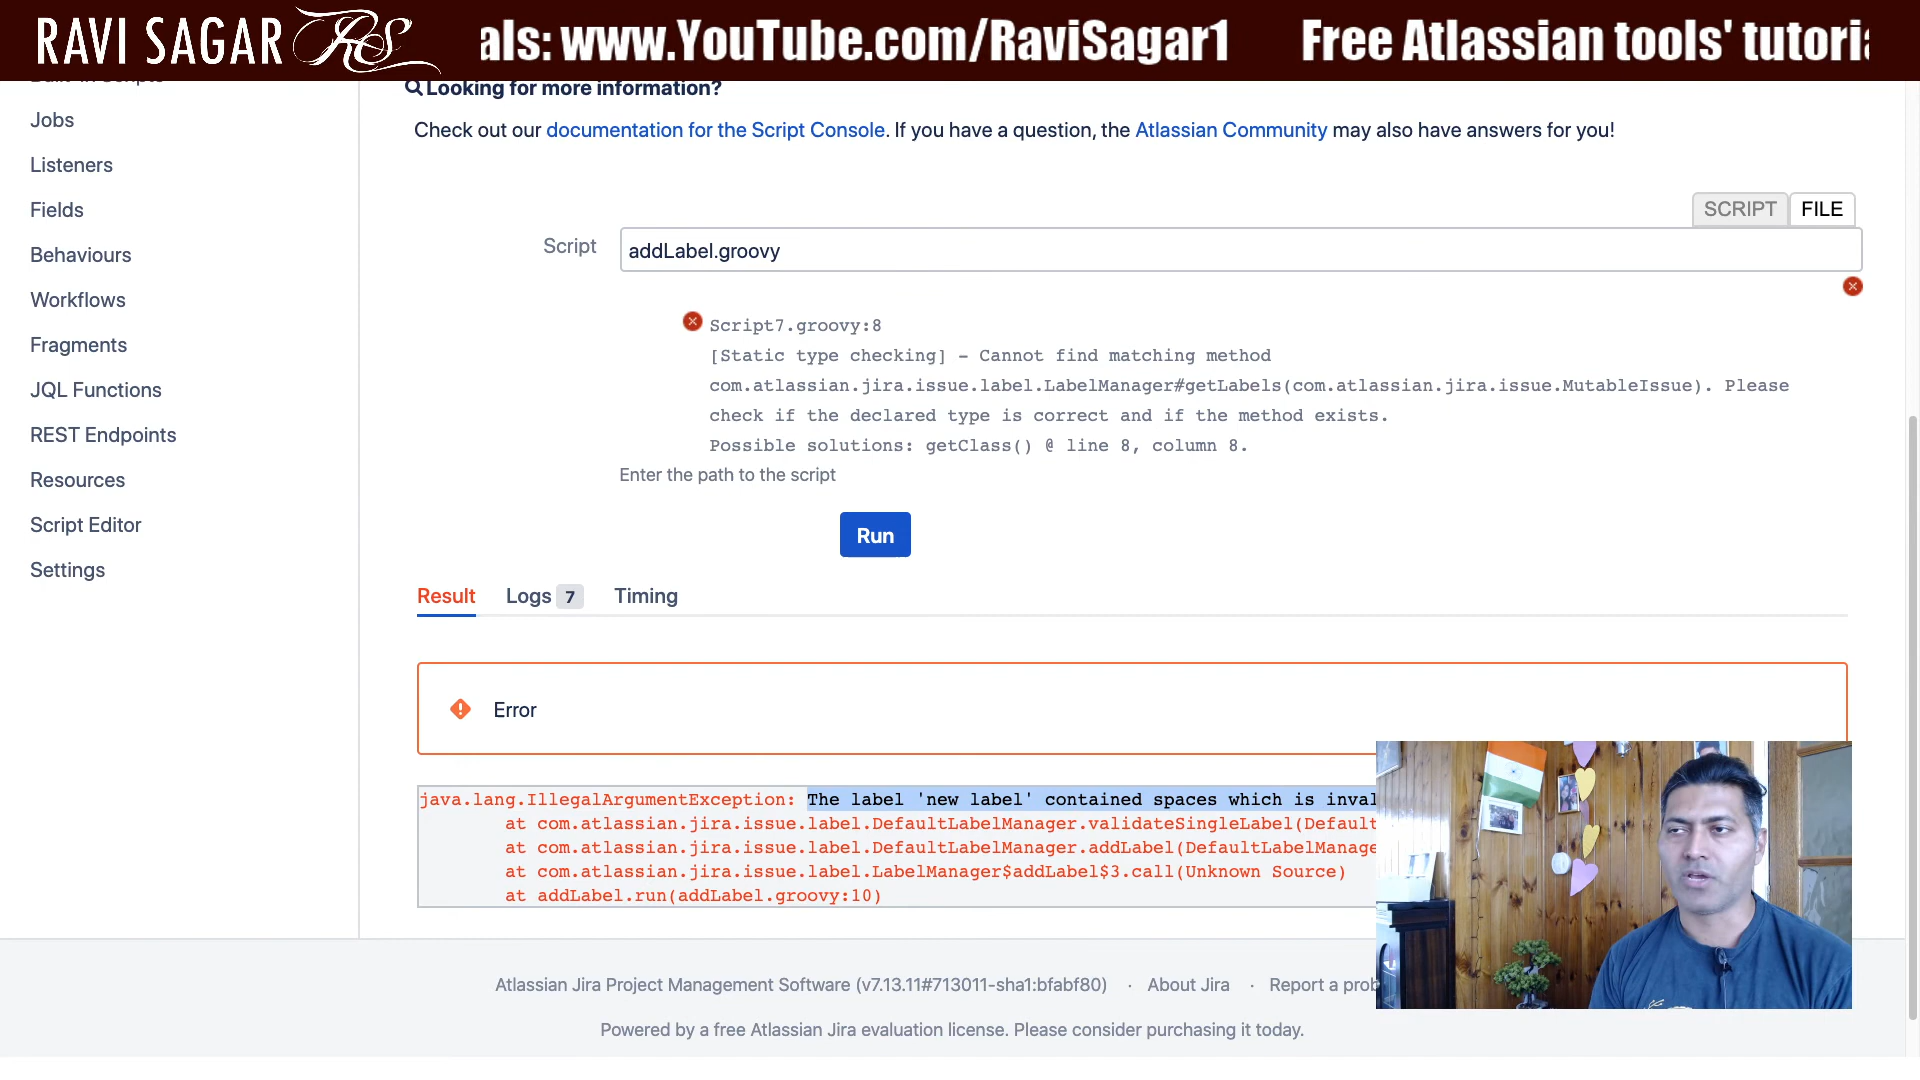 RAVI SAGAR RS als: www.YouTube.com/RaviSagar1 Free Atlassian tools' tutoria
Built-In Scripts
Jobs
Listeners
Fields
Behaviours
Workflows
Fragments
JQL Functions
REST Endpoints
Resources
Script Editor
Settings
Looking for more information?
Check out our documentation for the Script Console. If you have a question, the Atlassian Community may also have answers for you!
SCRIPT FILE
Script addLabel.groovy
Script7.groovy:8
[Static type checking] - Cannot find matching method
com.atlassian.jira.issue.label.LabelManager#getLabels(com.atlassian.jira.issue.MutableIssue). Please
check if the declared type is correct and if the method exists.
Possible solutions: getClass() @ line 8, column 8.
Enter the path to the script
Run
Result Logs 7 Timing
Error
java.lang.IllegalArgumentException: The label 'new label' contained spaces which is inval
at com.atlassian.jira.issue.label.DefaultLabelManager.validateSingleLabel(Default
at com.atlassian.jira.issue.label.DefaultLabelManager.addLabel(DefaultLabelManage
at com.atlassian.jira.issue.label.LabelManager$addLabel$3.call(Unknown Source)
at addLabel.run(addLabel.groovy:10)
Atlassian Jira Project Management Software (v7.13.11#713011-sha1:bfabf80) · About Jira · Report a prob
Powered by a free Atlassian Jira evaluation license. Please consider purchasing it today.